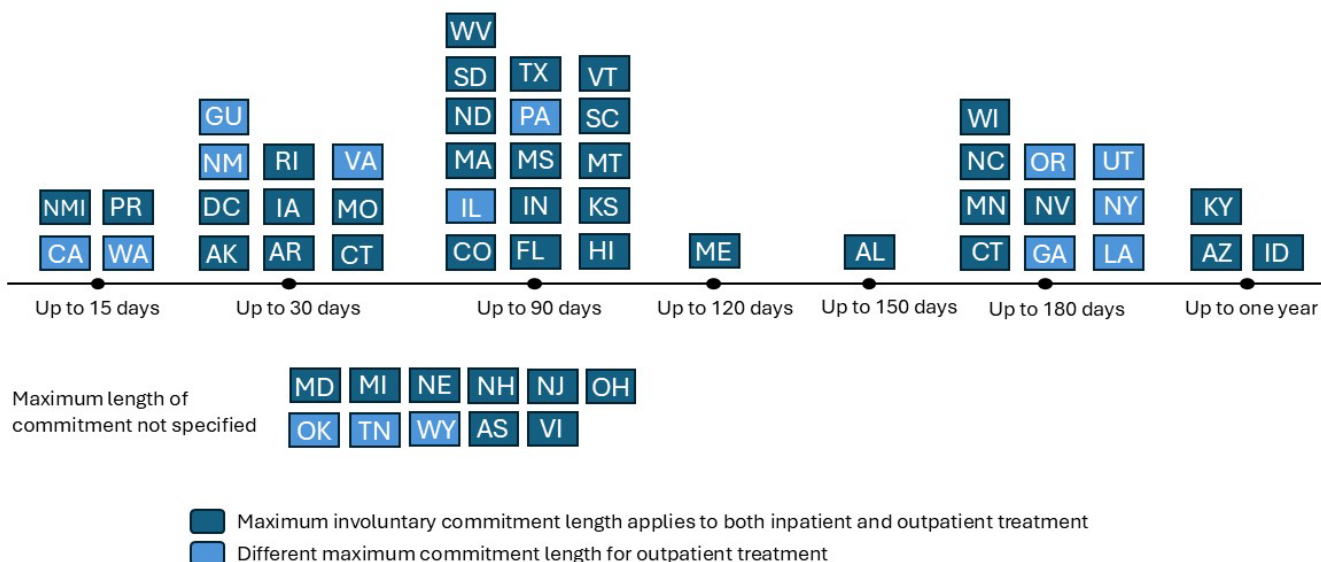 WV
SD TX VT
GU ND PA SC WI
NM RI VA MA MS MT NC OR UT
NMI PR DC IA MO IL IN KS MN NV NY KY
CA WA AK AR CT CO FL HI ME AL CT GA LA AZ ID
Up to 15 days Up to 30 days Up to 90 days Up to 120 days Up to 150 days Up to 180 days Up to one year
MD MI NE NH NJ OH
Maximum length of
commitment not specified
OK TN WY AS VI
Maximum involuntary commitment length applies to both inpatient and outpatient treatment
Different maximum commitment length for outpatient treatment